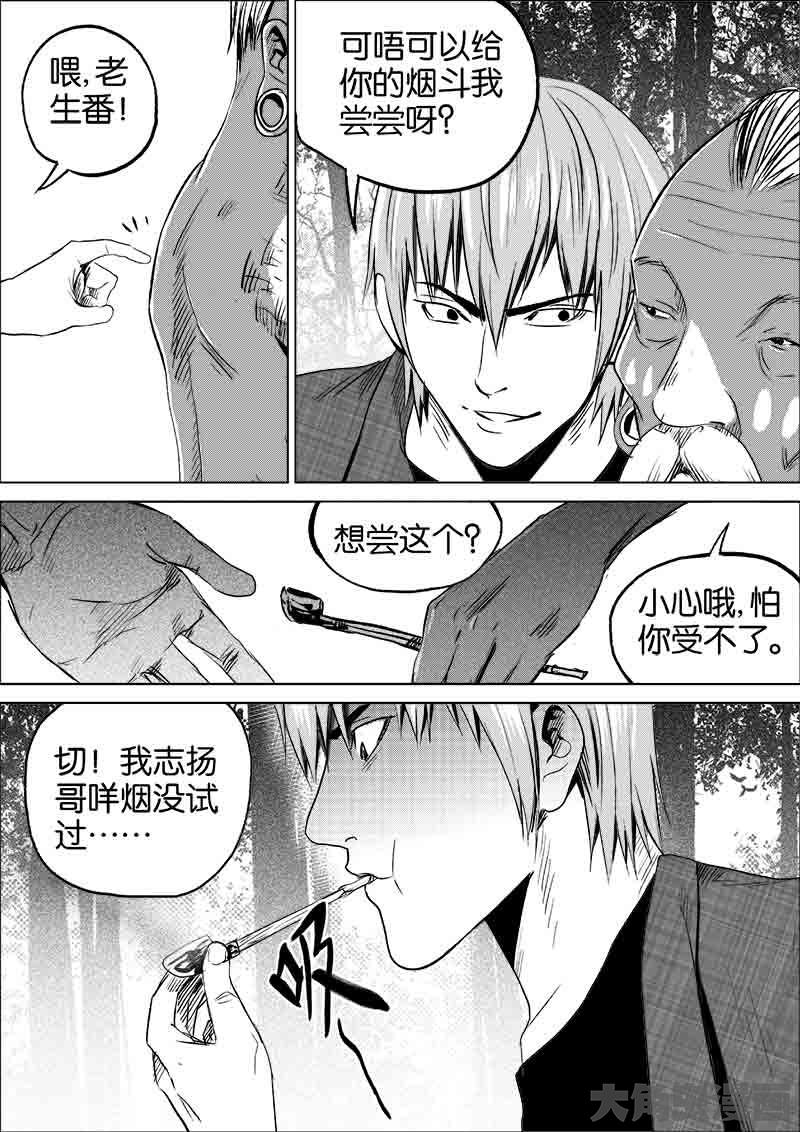 喂,老
生番!
可唔可以给
你的烟斗我
尝尝呀?
想尝这个?
小心哦,怕
你受不了。
切!我志扬
哥咩烟没试
过……
吸